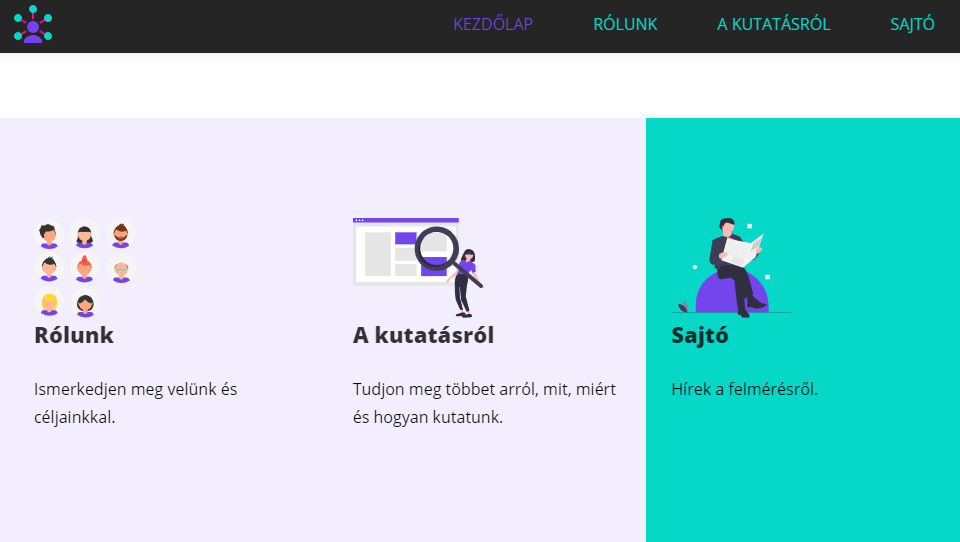 KEZDŐLAP RÓLUNK A KUTATÁSRÓL SAJTÓ
Rólunk
Ismerkedjen meg velünk és
céljainkkal.
A kutatásról
Tudjon meg többet arról, mit, miért
és hogyan kutatunk.
Sajtó
Hírek a felmérésről.